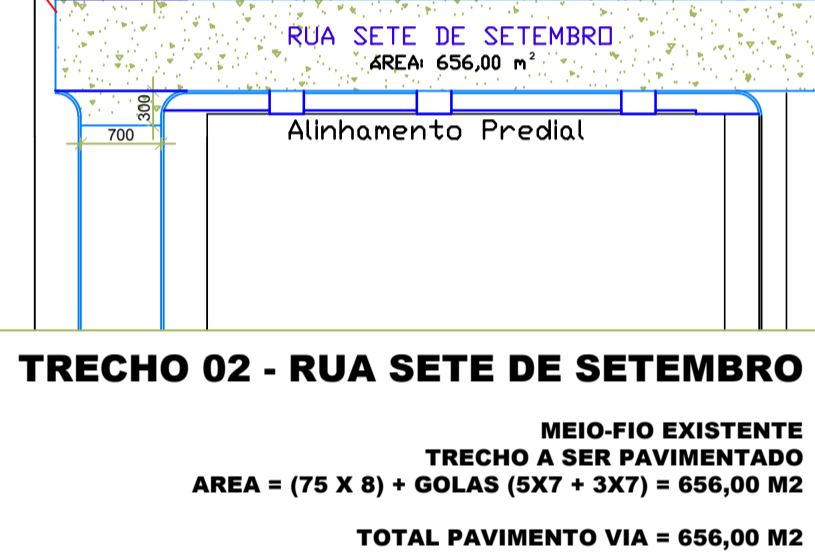 RUA SETE DE SETEMBRO
ÁREA: 656,00 m²
300
700
Alinhamento Predial
TRECHO 02 - RUA SETE DE SETEMBRO
MEIO-FIO EXISTENTE
TRECHO A SER PAVIMENTADO
AREA = (75 X 8) + GOLAS (5X7 + 3X7) = 656,00 M2
TOTAL PAVIMENTO VIA = 656,00 M2